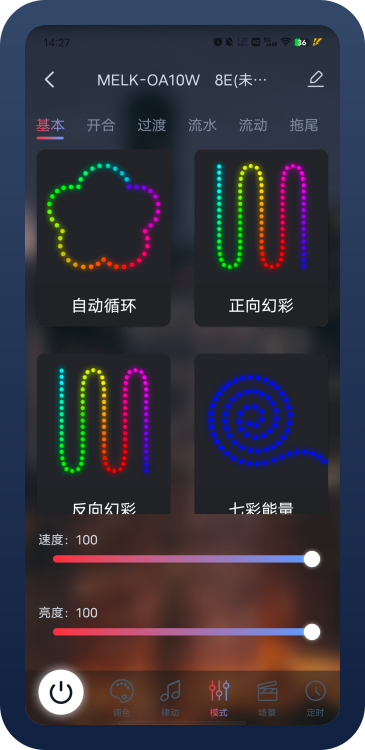 14:27
36
MELK-OA10W 8E(未…
基本 开合 过渡 流水 流动 拖尾
自动循环 正向幻彩
反向幻彩 七彩能量
速度：100
亮度：100
调色 律动 模式 场景 定时